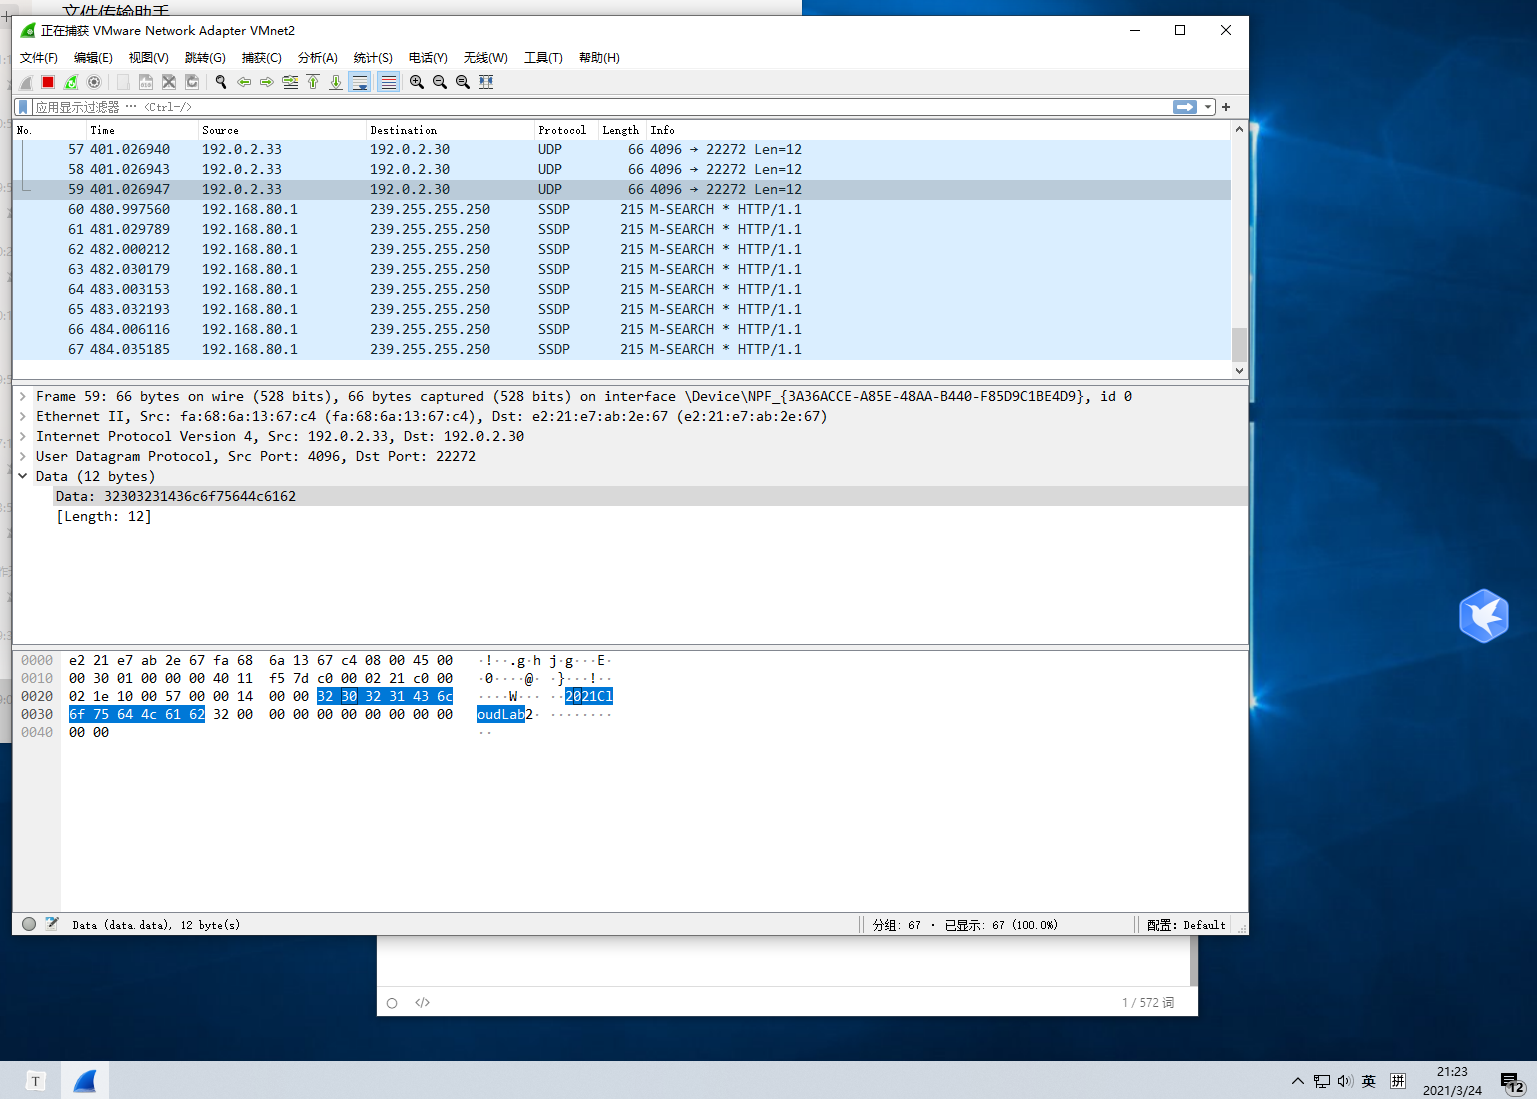 文件传输助手
正在捕获 VMware Network Adapter VMnet2
文件(F) 编辑(E) 视图(V) 跳转(G) 捕获(C) 分析(A) 统计(S) 电话(Y) 无线(W) 工具(T) 帮助(H)
应用显示过滤器 … <Ctrl-/>
No. Time Source Destination Protocol Length Info
57 401.026940 192.0.2.33 192.0.2.30 UDP 66 4096 → 22272 Len=12
58 401.026943 192.0.2.33 192.0.2.30 UDP 66 4096 → 22272 Len=12
59 401.026947 192.0.2.33 192.0.2.30 UDP 66 4096 → 22272 Len=12
60 480.997560 192.168.80.1 239.255.255.250 SSDP 215 M-SEARCH * HTTP/1.1
61 481.029789 192.168.80.1 239.255.255.250 SSDP 215 M-SEARCH * HTTP/1.1
62 482.000212 192.168.80.1 239.255.255.250 SSDP 215 M-SEARCH * HTTP/1.1
63 482.030179 192.168.80.1 239.255.255.250 SSDP 215 M-SEARCH * HTTP/1.1
64 483.003153 192.168.80.1 239.255.255.250 SSDP 215 M-SEARCH * HTTP/1.1
65 483.032193 192.168.80.1 239.255.255.250 SSDP 215 M-SEARCH * HTTP/1.1
66 484.006116 192.168.80.1 239.255.255.250 SSDP 215 M-SEARCH * HTTP/1.1
67 484.035185 192.168.80.1 239.255.255.250 SSDP 215 M-SEARCH * HTTP/1.1
Frame 59: 66 bytes on wire (528 bits), 66 bytes captured (528 bits) on interface \Device\NPF_{3A36ACCE-A85E-48AA-B440-F85D9C1BE4D9}, id 0
Ethernet II, Src: fa:68:6a:13:67:c4 (fa:68:6a:13:67:c4), Dst: e2:21:e7:ab:2e:67 (e2:21:e7:ab:2e:67)
Internet Protocol Version 4, Src: 192.0.2.33, Dst: 192.0.2.30
User Datagram Protocol, Src Port: 4096, Dst Port: 22272
Data (12 bytes)
Data: 32303231436c6f75644c6162
[Length: 12]
0000 e2 21 e7 ab 2e 67 fa 68 6a 13 67 c4 08 00 45 00 ·!··.g·h j·g···E·
0010 00 30 01 00 00 00 40 11 f5 7d c0 00 02 21 c0 00 ·0····@· ·}···!··
0020 02 1e 10 00 57 00 00 14 00 00 32 30 32 31 43 6c ····W··· ··2021Cl
0030 6f 75 64 4c 61 62 32 00 00 00 00 00 00 00 00 00 oudLab2· ········
0040 00 00 ··
Data (data.data), 12 byte(s) 分组: 67 · 已显示: 67 (100.0%) 配置: Default
</> 1 / 572 词
T 英 拼 21:23
2021/3/24 12